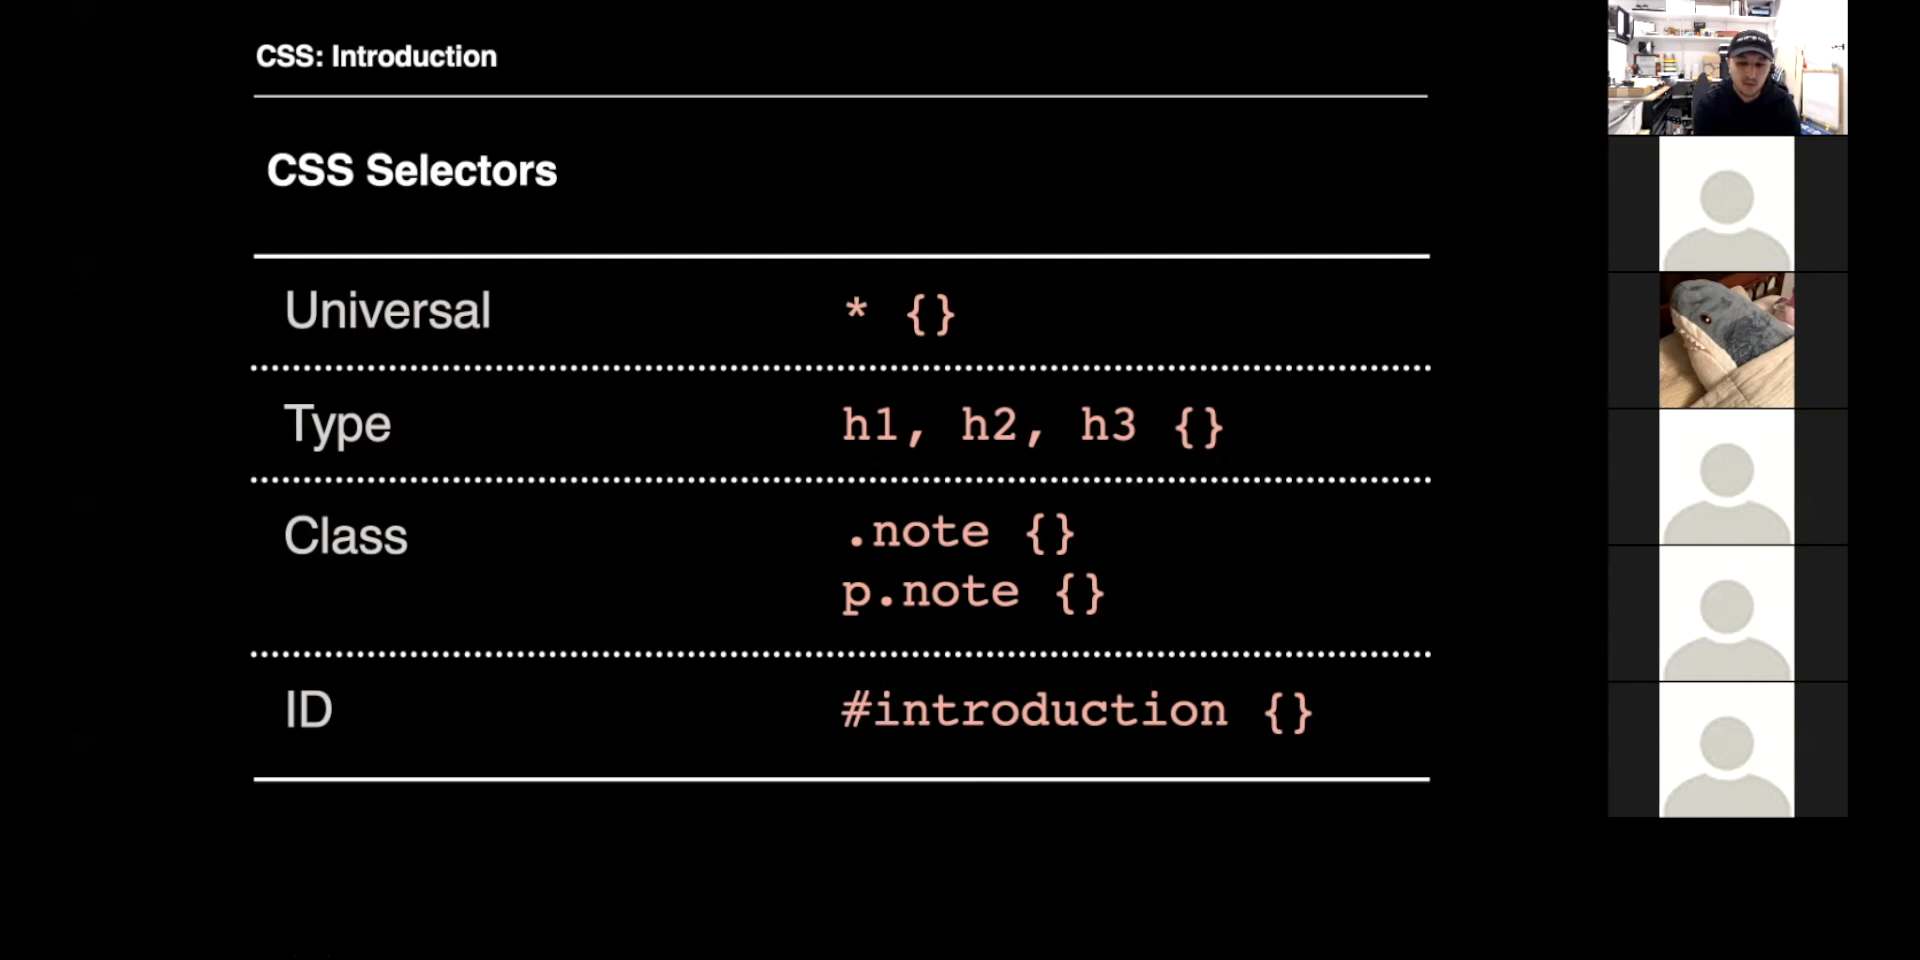 CSS: Introduction
CSS Selectors
Universal * {}
Type h1, h2, h3 {}
Class .note {}
p.note {}
ID #introduction {}